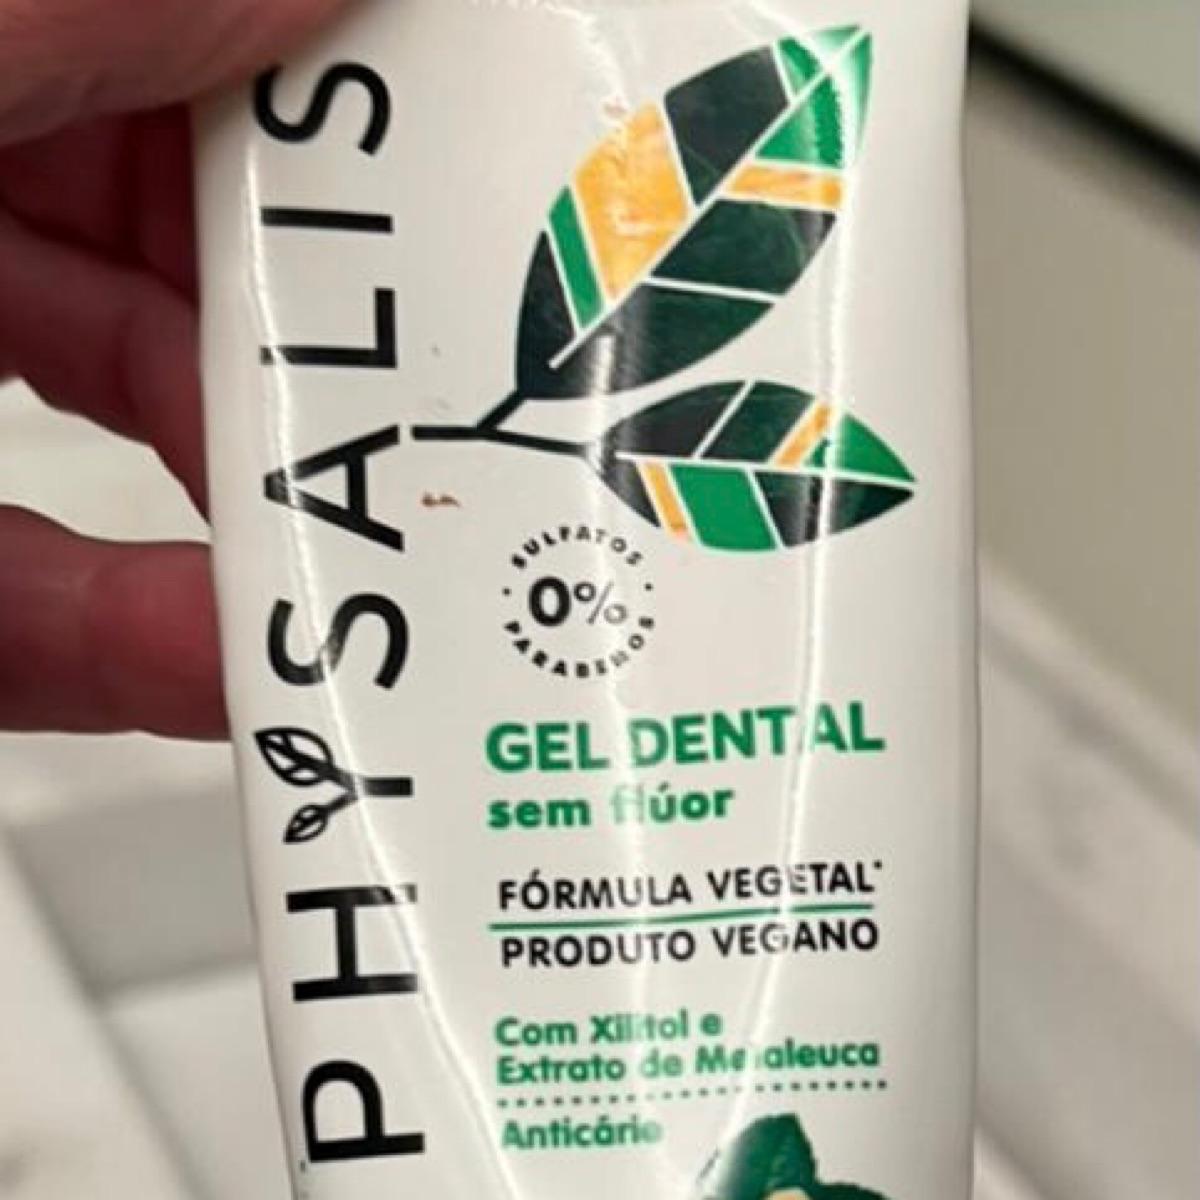 PHYSALIS
SULFATOS
0%
PARABENOS
GEL DENTAL
sem flúor
FÓRMULA VEGETAL*
PRODUTO VEGANO
Com Xilitol e
Extrato de Melaleuca
Anticárie